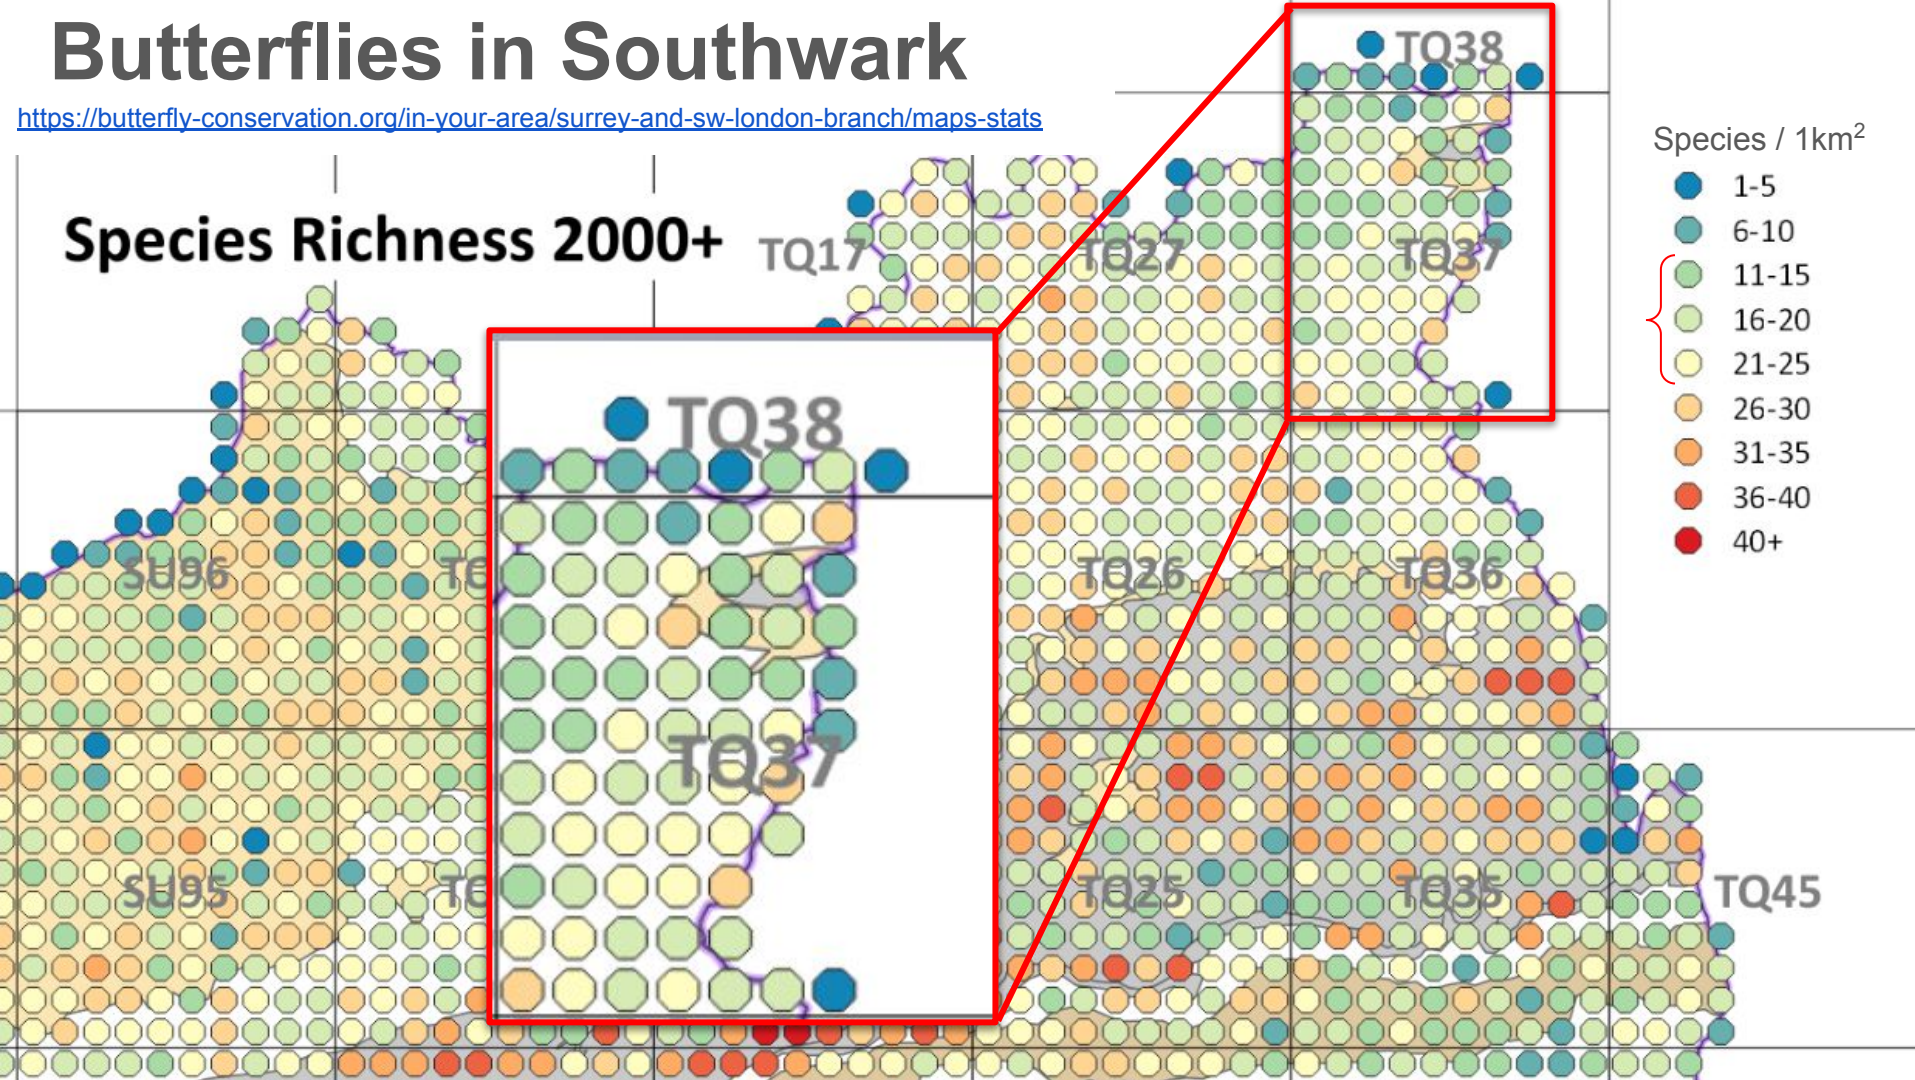 Butterflies in Southwark
https://butterfly-conservation.org/in-your-area/surrey-and-sw-london-branch/maps-stats
Species Richness 2000+
TQ38
Species / 1km²
1-5
6-10
11-15
16-20
21-25
26-30
31-35
36-40
40+
TQ17
TQ27
TQ37
TQ38
SU96
TQ26
TQ36
TQ37
SU95
TQ25
TQ35
TQ45